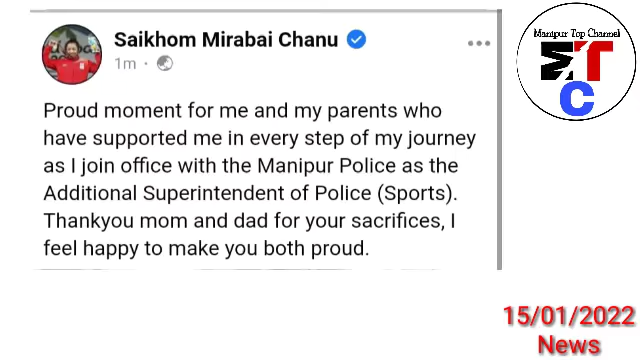 Saikhom Mirabai Chanu
1m ·
Proud moment for me and my parents who
have supported me in every step of my journey
as I join office with the Manipur Police as the
Additional Superintendent of Police (Sports).
Thankyou mom and dad for your sacrifices, I
feel happy to make you both proud.
Manipur Top Channel
MT
C
15/01/2022
News